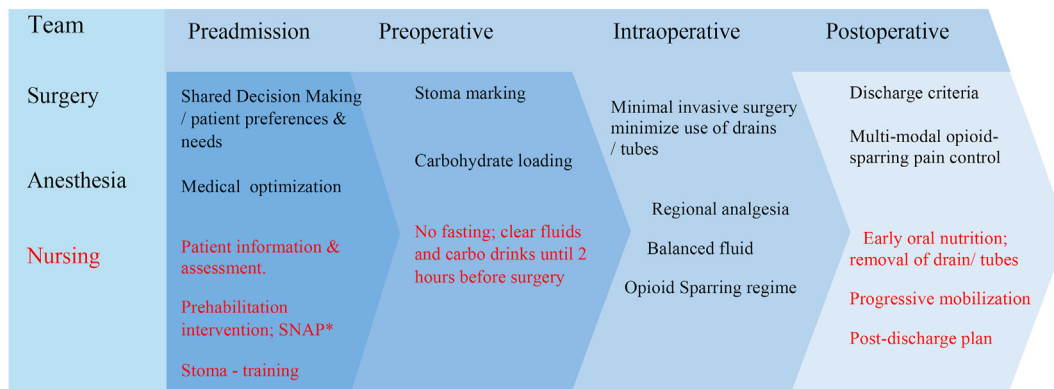 Team
Preadmission
Preoperative
Intraoperative
Postoperative
Surgery
Anesthesia
Nursing
Shared Decision Making
/ patient preferences &
needs
Medical optimization
Patient information &
assessment.
Prehabilitation
intervention; SNAP*
Stoma - training
Stoma marking
Carbohydrate loading
No fasting; clear fluids
and carbo drinks until 2
hours before surgery
Minimal invasive surgery
minimize use of drains
/ tubes
Regional analgesia
Balanced fluid
Opioid Sparring regime
Discharge criteria
Multi-modal opioid-
sparring pain control
Early oral nutrition;
removal of drain/ tubes
Progressive mobilization
Post-discharge plan